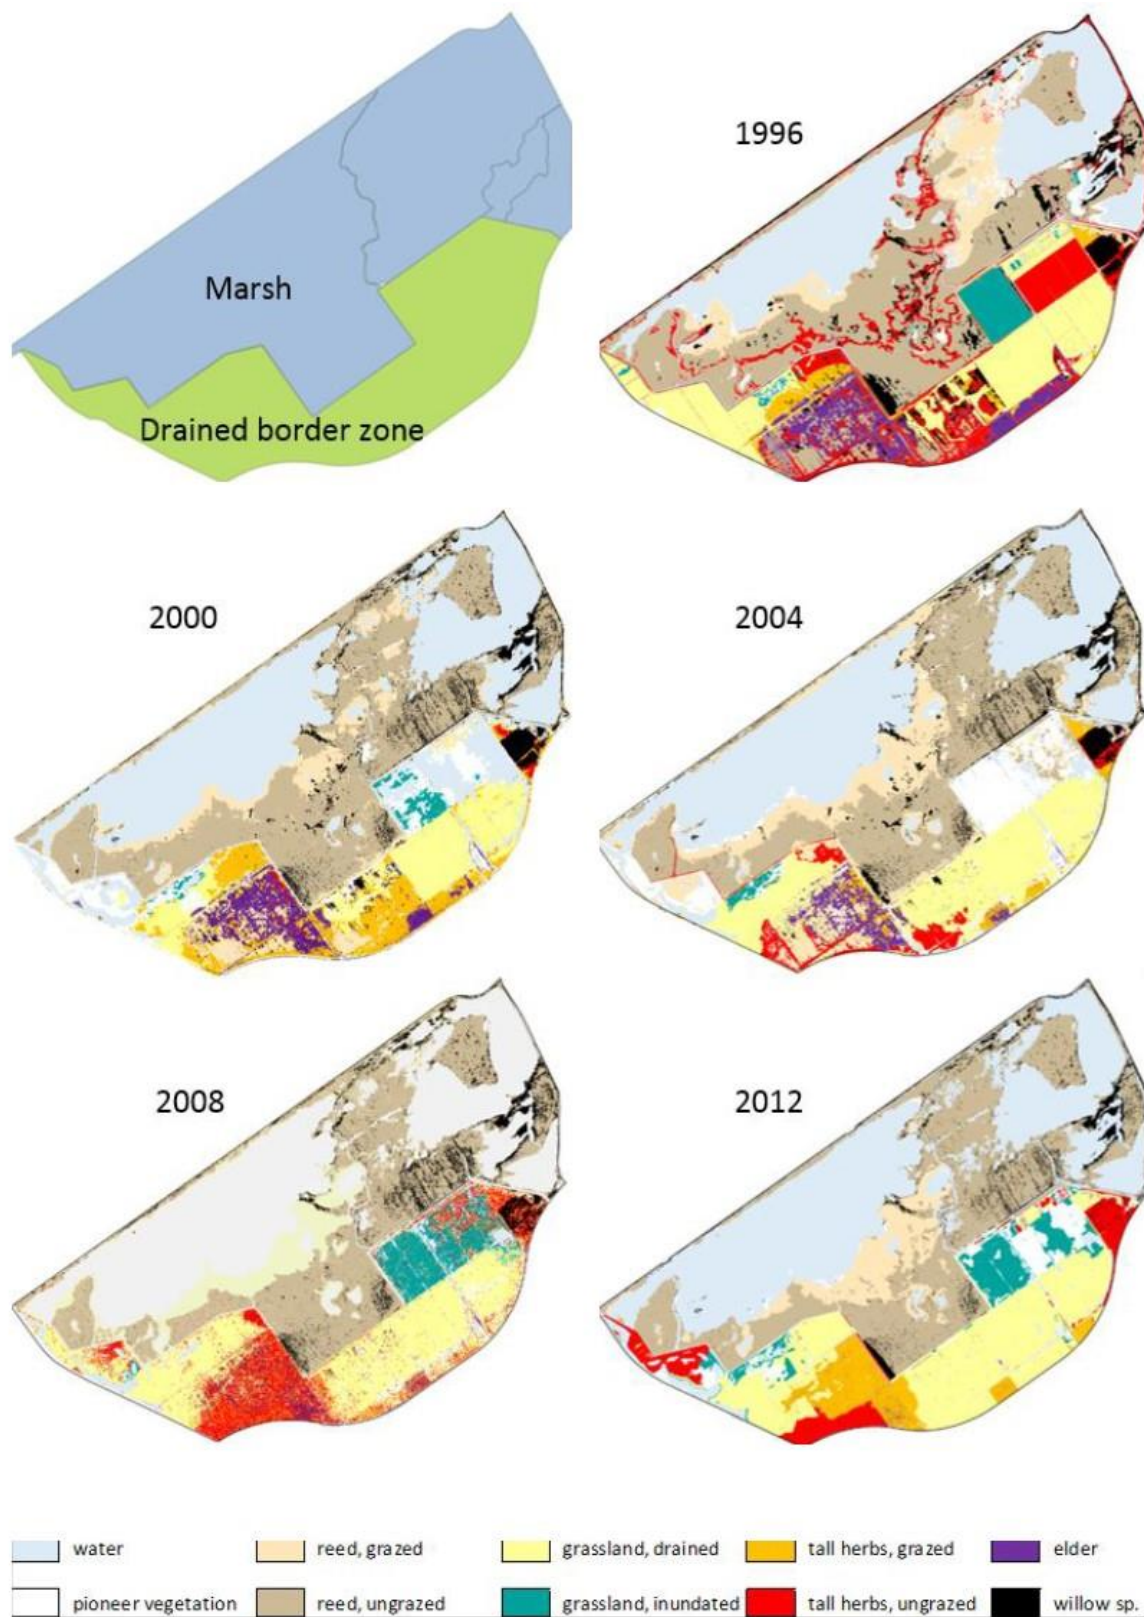 1996
Marsh
Drained border zone
2000
2004
2008
2012
water
reed, grazed
grassland, drained
tall herbs, grazed
elder
pioneer vegetation
reed, ungrazed
grassland, inundated
tall herbs, ungrazed
willow sp.